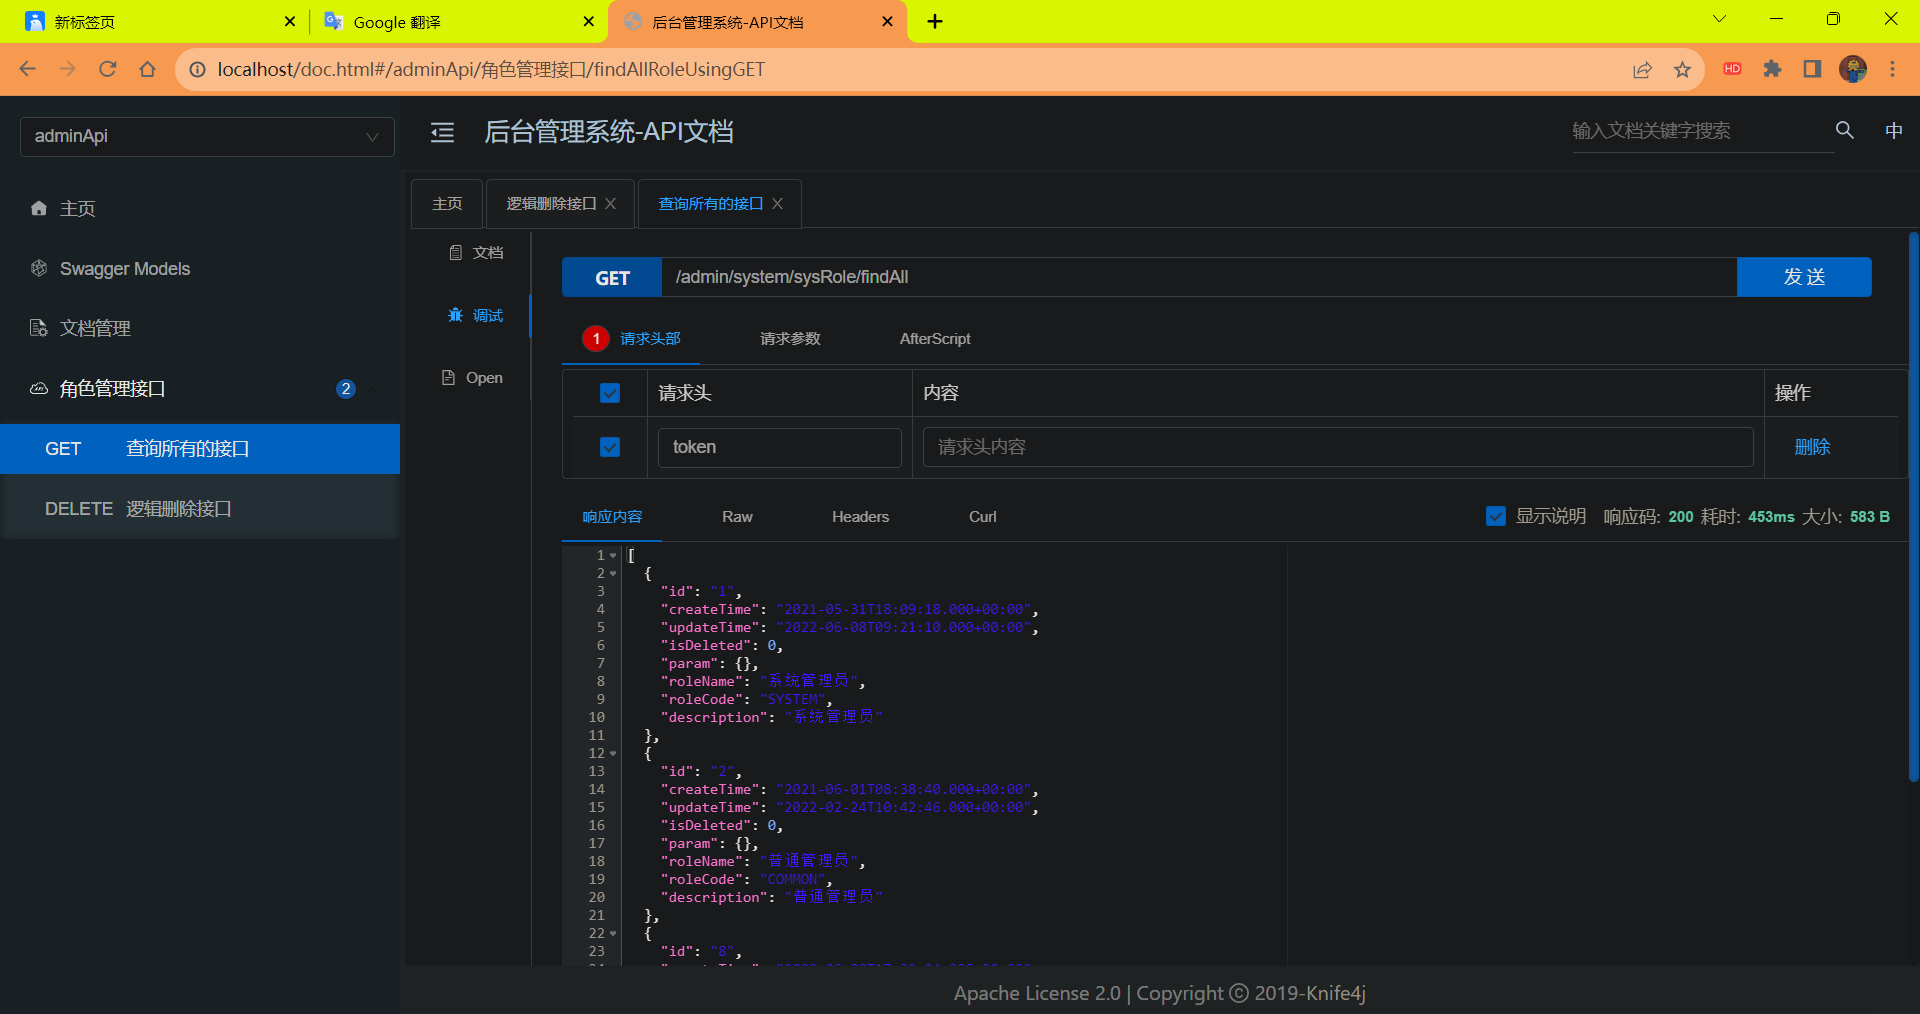 新标签页
Google 翻译
后台管理系统-API文档
localhost/doc.html#/adminApi/角色管理接口/findAllRoleUsingGET
HD
adminApi
主页
Swagger Models
文档管理
角色管理接口 2
GET 查询所有的接口
DELETE 逻辑删除接口
后台管理系统-API文档
输入文档关键字搜索
中
主页 逻辑删除接口 查询所有的接口
文档
调试
Open
GET /admin/system/sysRole/findAll 发 送
1 请求头部 请求参数 AfterScript
请求头 内容 操作
token 请求头内容 删除
响应内容 Raw Headers Curl 显示说明 响应码: 200 耗时: 453ms 大小: 583 B
1 [
2 {
3 "id": "1",
4 "createTime": "2021-05-31T18:09:18.000+00:00",
5 "updateTime": "2022-06-08T09:21:10.000+00:00",
6 "isDeleted": 0,
7 "param": {},
8 "roleName": "系统管理员",
9 "roleCode": "SYSTEM",
10 "description": "系统管理员"
11 },
12 {
13 "id": "2",
14 "createTime": "2021-06-01T08:38:40.000+00:00",
15 "updateTime": "2022-02-24T10:42:46.000+00:00",
16 "isDeleted": 0,
17 "param": {},
18 "roleName": "普通管理员",
19 "roleCode": "COMMON",
20 "description": "普通管理员"
21 },
22 {
23 "id": "8",
Apache License 2.0 | Copyright ⓒ 2019-Knife4j